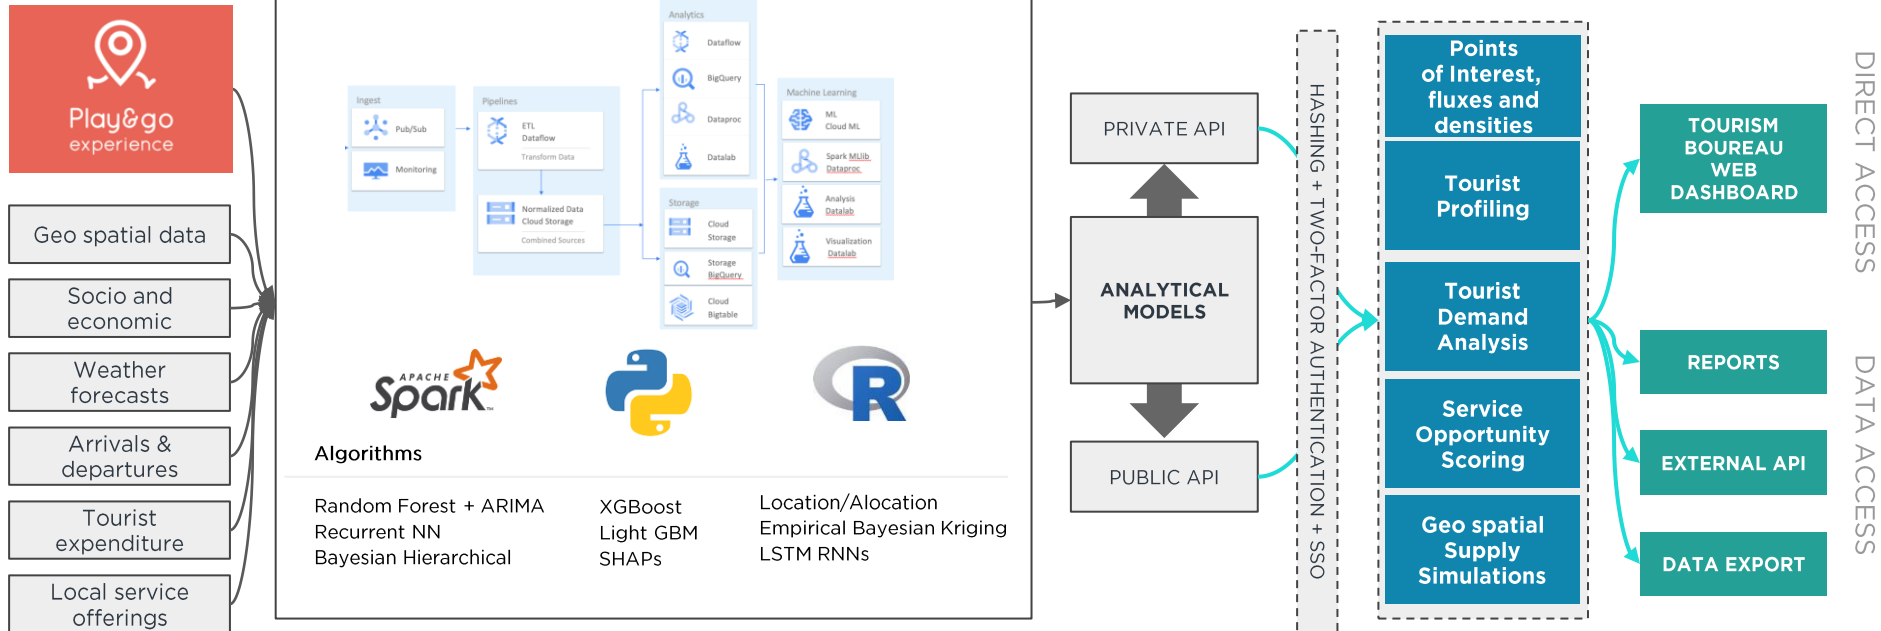 Play&go
experience
Geo spatial data
Socio and
economic
Weather
forecasts
Arrivals &
departures
Tourist
expenditure
Local service
offerings
Ingest
Pub/Sub
Monitoring
Pipelines
ETL
Dataflow
Transform Data
Normalized Data
Cloud Storage
Combined Sources
Analytics
Dataflow
BigQuery
Dataproc
Datalab
Storage
Cloud
Storage
Storage
BigQuery
Cloud
Bigtable
Machine Learning
ML
Cloud ML
Spark MLlib
Dataproc
Analysis
Datalab
Visualization
Datalab
APACHE
Spark
TM
R
Algorithms
Random Forest + ARIMA
Recurrent NN
Bayesian Hierarchical
XGBoost
Light GBM
SHAPs
Location/Alocation
Empirical Bayesian Kriging
LSTM RNNs
PRIVATE API
ANALYTICAL
MODELS
PUBLIC API
HASHING + TWO-FACTOR AUTHENTICATION + SSO
Points
of Interest,
fluxes and
densities
Tourist
Profiling
Tourist
Demand
Analysis
Service
Opportunity
Scoring
Geo spatial
Supply
Simulations
TOURISM
BOUREAU
WEB
DASHBOARD
REPORTS
EXTERNAL API
DATA EXPORT
DIRECT ACCESS
DATA ACCESS